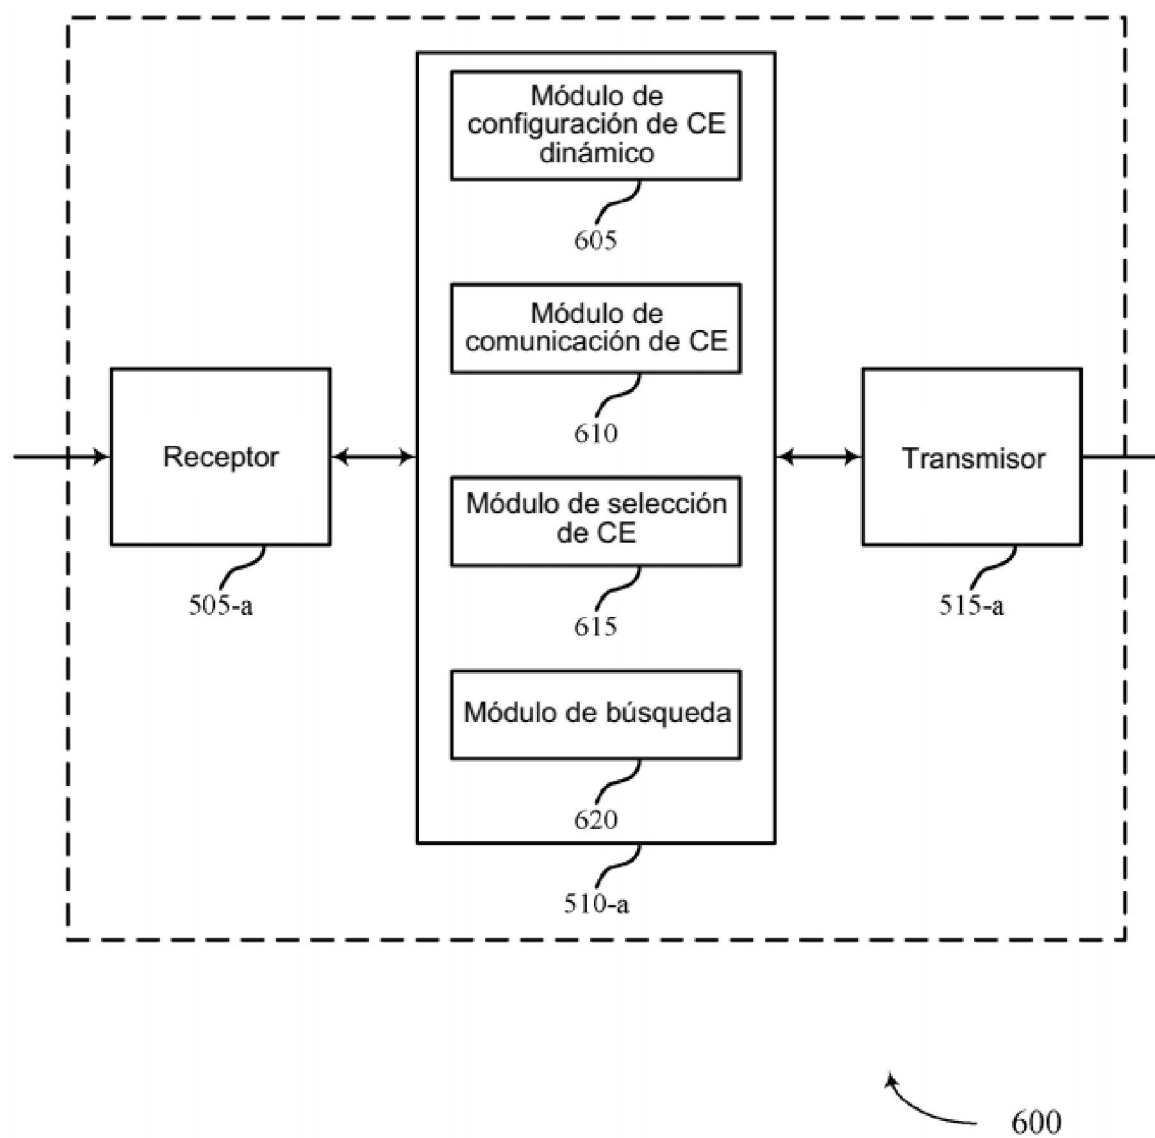 Módulo de
configuración de CE
dinámico
605
Módulo de
comunicación de CE
610
Receptor
505-a
Módulo de selección
de CE
615
Transmisor
515-a
Módulo de búsqueda
620
510-a
600